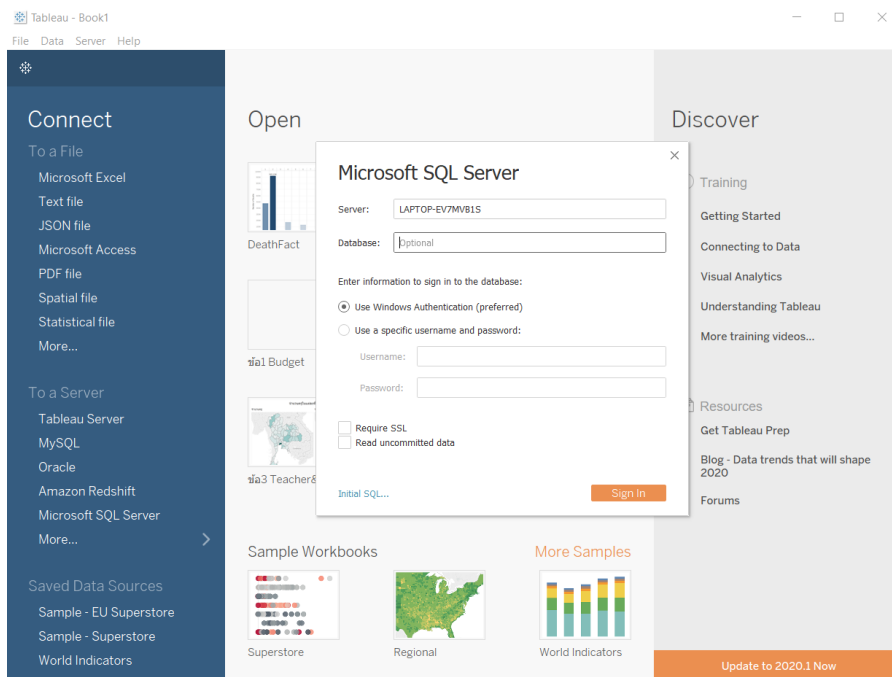 Tableau - Book1
File Data Server Help
Connect
To a File
Microsoft Excel
Text file
JSON file
Microsoft Access
PDF file
Spatial file
Statistical file
More...
To a Server
Tableau Server
MySQL
Oracle
Amazon Redshift
Microsoft SQL Server
More...
Saved Data Sources
Sample - EU Superstore
Sample - Superstore
World Indicators
Open
DeathFact
ข้อ1 Budget
ข้อ3 Teacher&
Microsoft SQL Server
Server: LAPTOP-EV7MVB1S
Database: Optional
Enter information to sign in to the database:
Use Windows Authentication (preferred)
Use a specific username and password:
Username:
Password:
Require SSL
Read uncommitted data
Initial SQL...
Sign In
Sample Workbooks
More Samples
Superstore
Regional
World Indicators
Discover
Training
Getting Started
Connecting to Data
Visual Analytics
Understanding Tableau
More training videos...
Resources
Get Tableau Prep
Blog - Data trends that will shape
2020
Forums
Update to 2020.1 Now